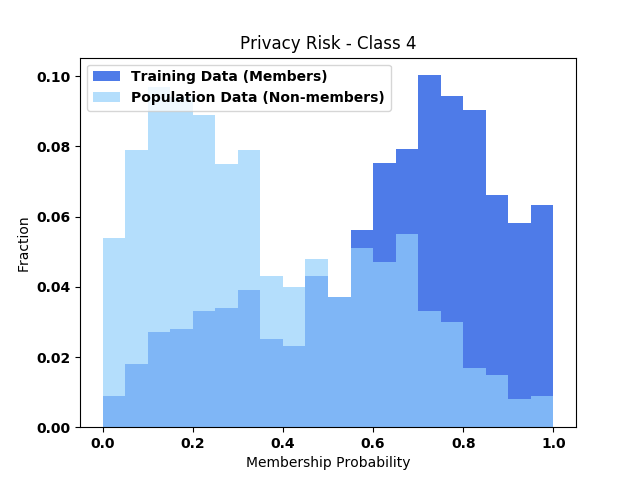 Privacy Risk - Class 4
Training Data (Members)
Population Data (Non-members)
0.10
0.08
0.06
0.04
0.02
0.00
Fraction
0.0 0.2 0.4 0.6 0.8 1.0
Membership Probability